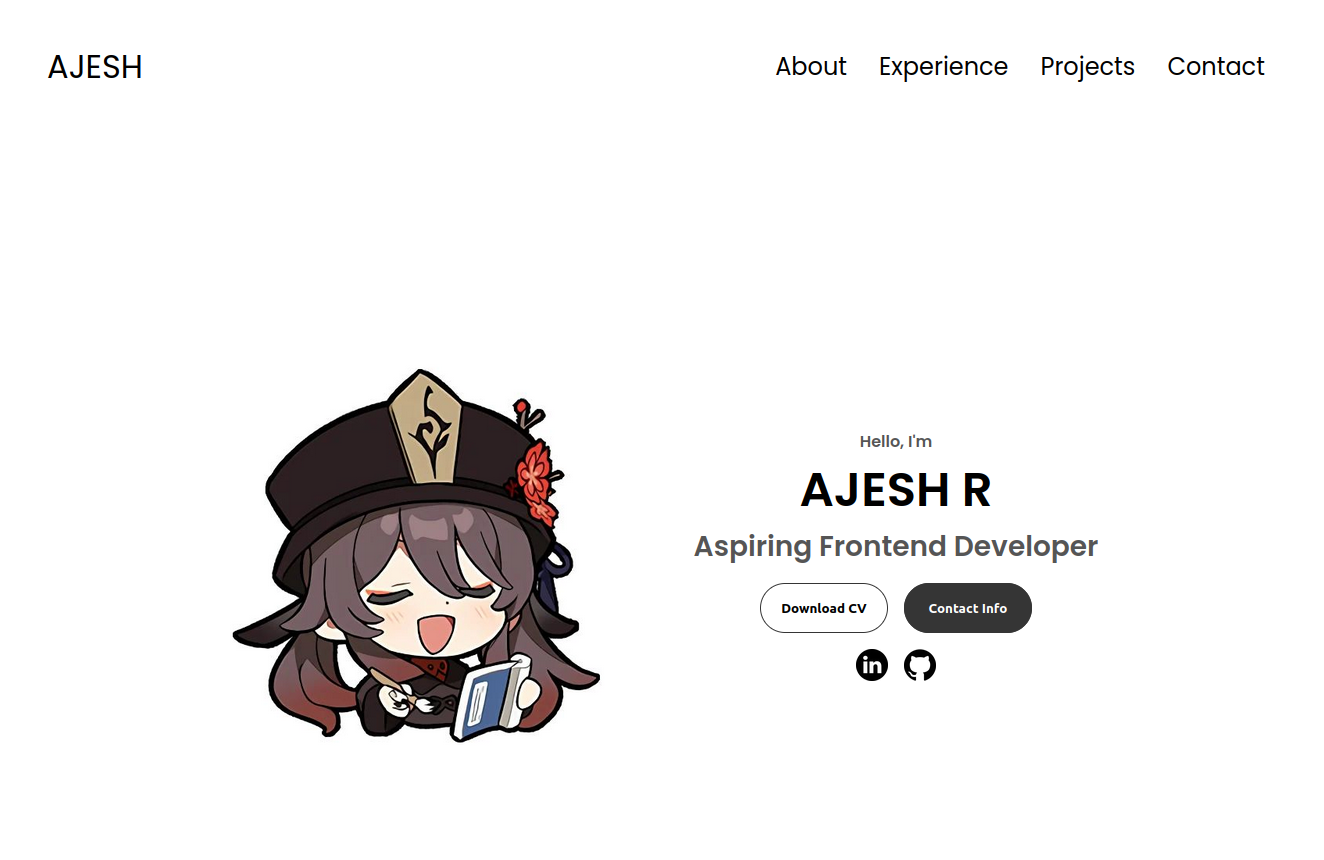 AJESH
About Experience Projects Contact
Hello, I'm
AJESH R
Aspiring Frontend Developer
Download CV Contact Info
in